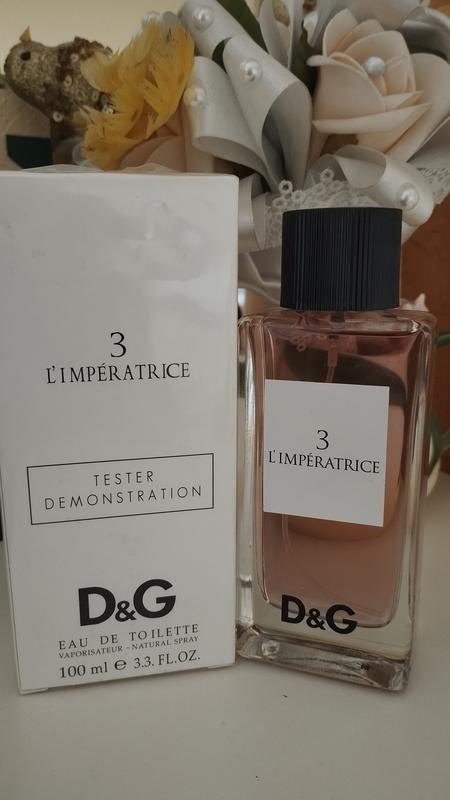 3
L'IMPÉRATRICE
TESTER
DEMONSTRATION
D&G
EAU DE TOILETTE
VAPORISATEUR - NATURAL SPRAY
100 ml e 3.3. FL.OZ.
3
L'IMPÉRATRICE
D&G